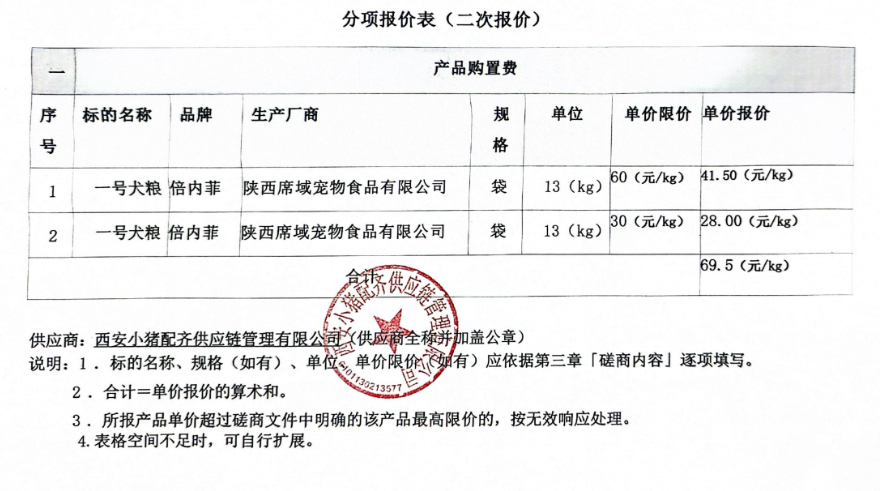 分项报价表（二次报价）
一 产品购置费
序号 标的名称 品牌 生产厂商 规格 单位 单价限价 单价报价
1 一号犬粮 倍内菲 陕西席域宠物食品有限公司 袋 13（kg） 60（元/kg） 41.50（元/kg）
2 一号犬粮 倍内菲 陕西席域宠物食品有限公司 袋 13（kg） 30（元/kg） 28.00（元/kg）
合计 69.5（元/kg）
西安小猪配齐供应链管理有限公司
6101130213577
供应商：西安小猪配齐供应链管理有限公司（供应商全称并加盖公章）
说明：1．标的名称、规格（如有）、单位、单价限价（如有）应依据第三章「磋商内容」逐项填写。
2．合计＝单价报价的算术和。
3．所报产品单价超过磋商文件中明确的该产品最高限价的，按无效响应处理。
4.表格空间不足时，可自行扩展。